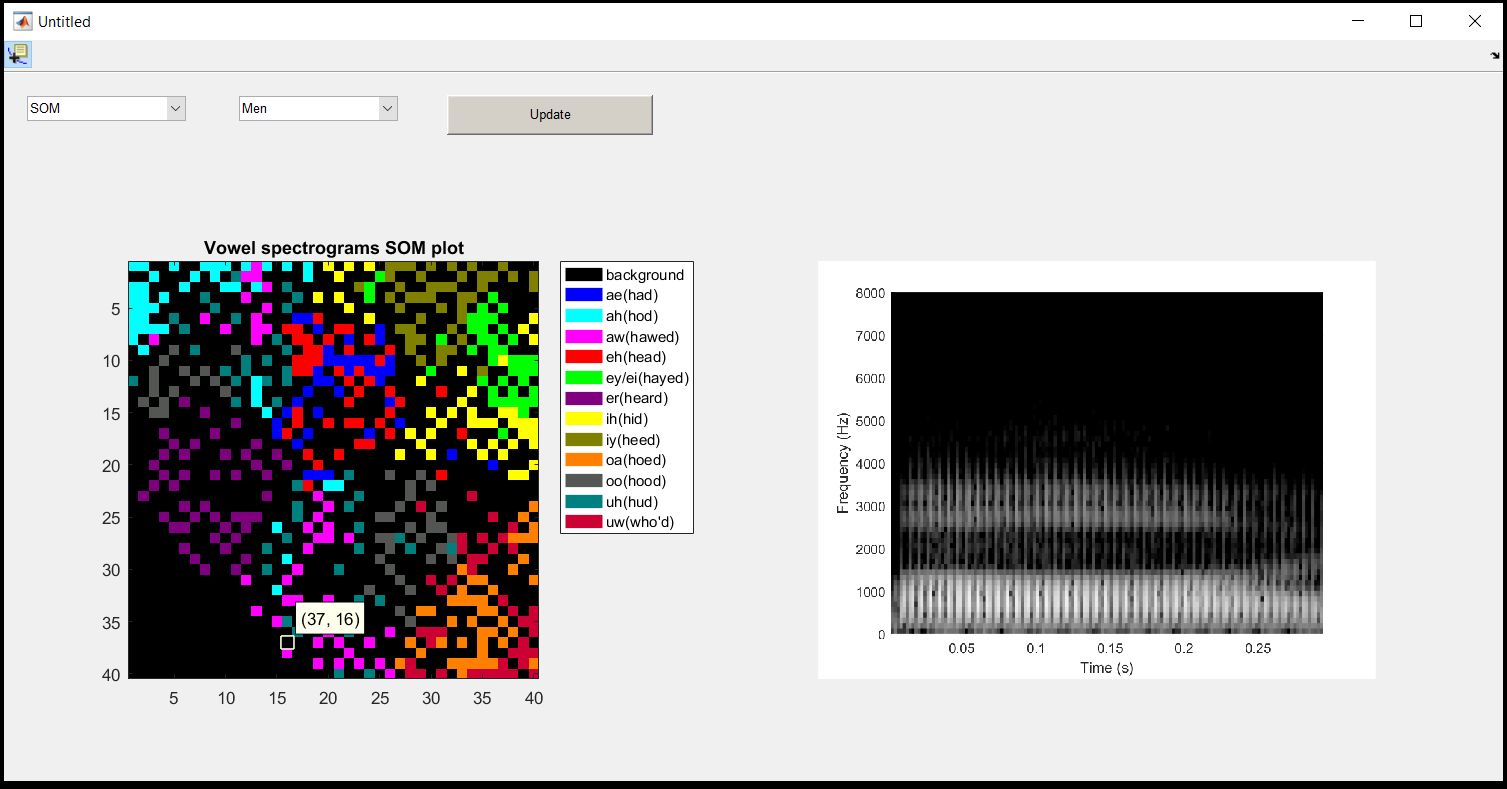 Untitled
SOM
Men
Update
Vowel spectrograms SOM plot
5
10
15
20
25
30
35
40
5
10
15
20
25
30
35
40
(37, 16)
background
ae(had)
ah(hod)
aw(hawed)
eh(head)
ey/ei(hayed)
er(heard)
ih(hid)
iy(heed)
oa(hoed)
oo(hood)
uh(hud)
uw(who'd)
8000
7000
6000
5000
4000
3000
2000
1000
0
Frequency (Hz)
0.05
0.1
0.15
0.2
0.25
Time (s)